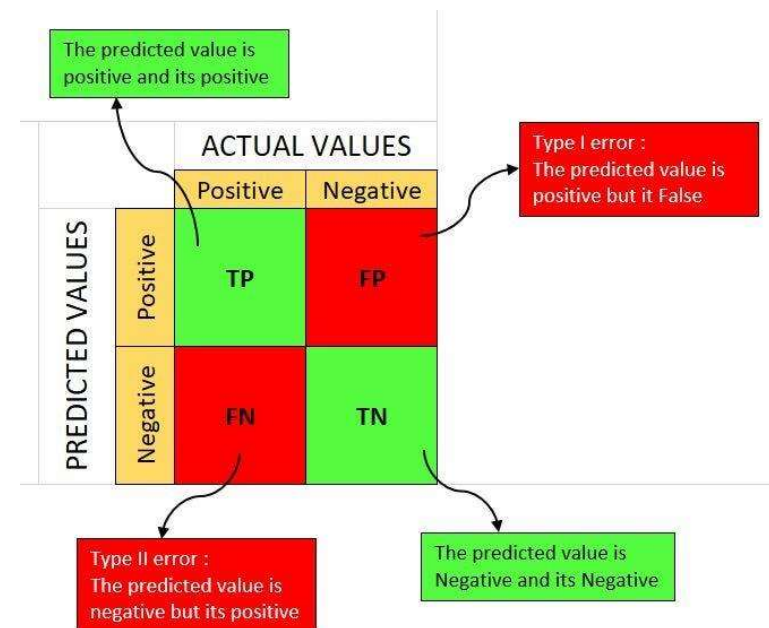 The predicted value is
positive and its positive
ACTUAL VALUES
Type I error :
The predicted value is
positive but it False
Positive Negative
PREDICTED VALUES
Positive
TP FP
Negative
FN TN
Type II error :
The predicted value is
negative but its positive
The predicted value is
Negative and its Negative